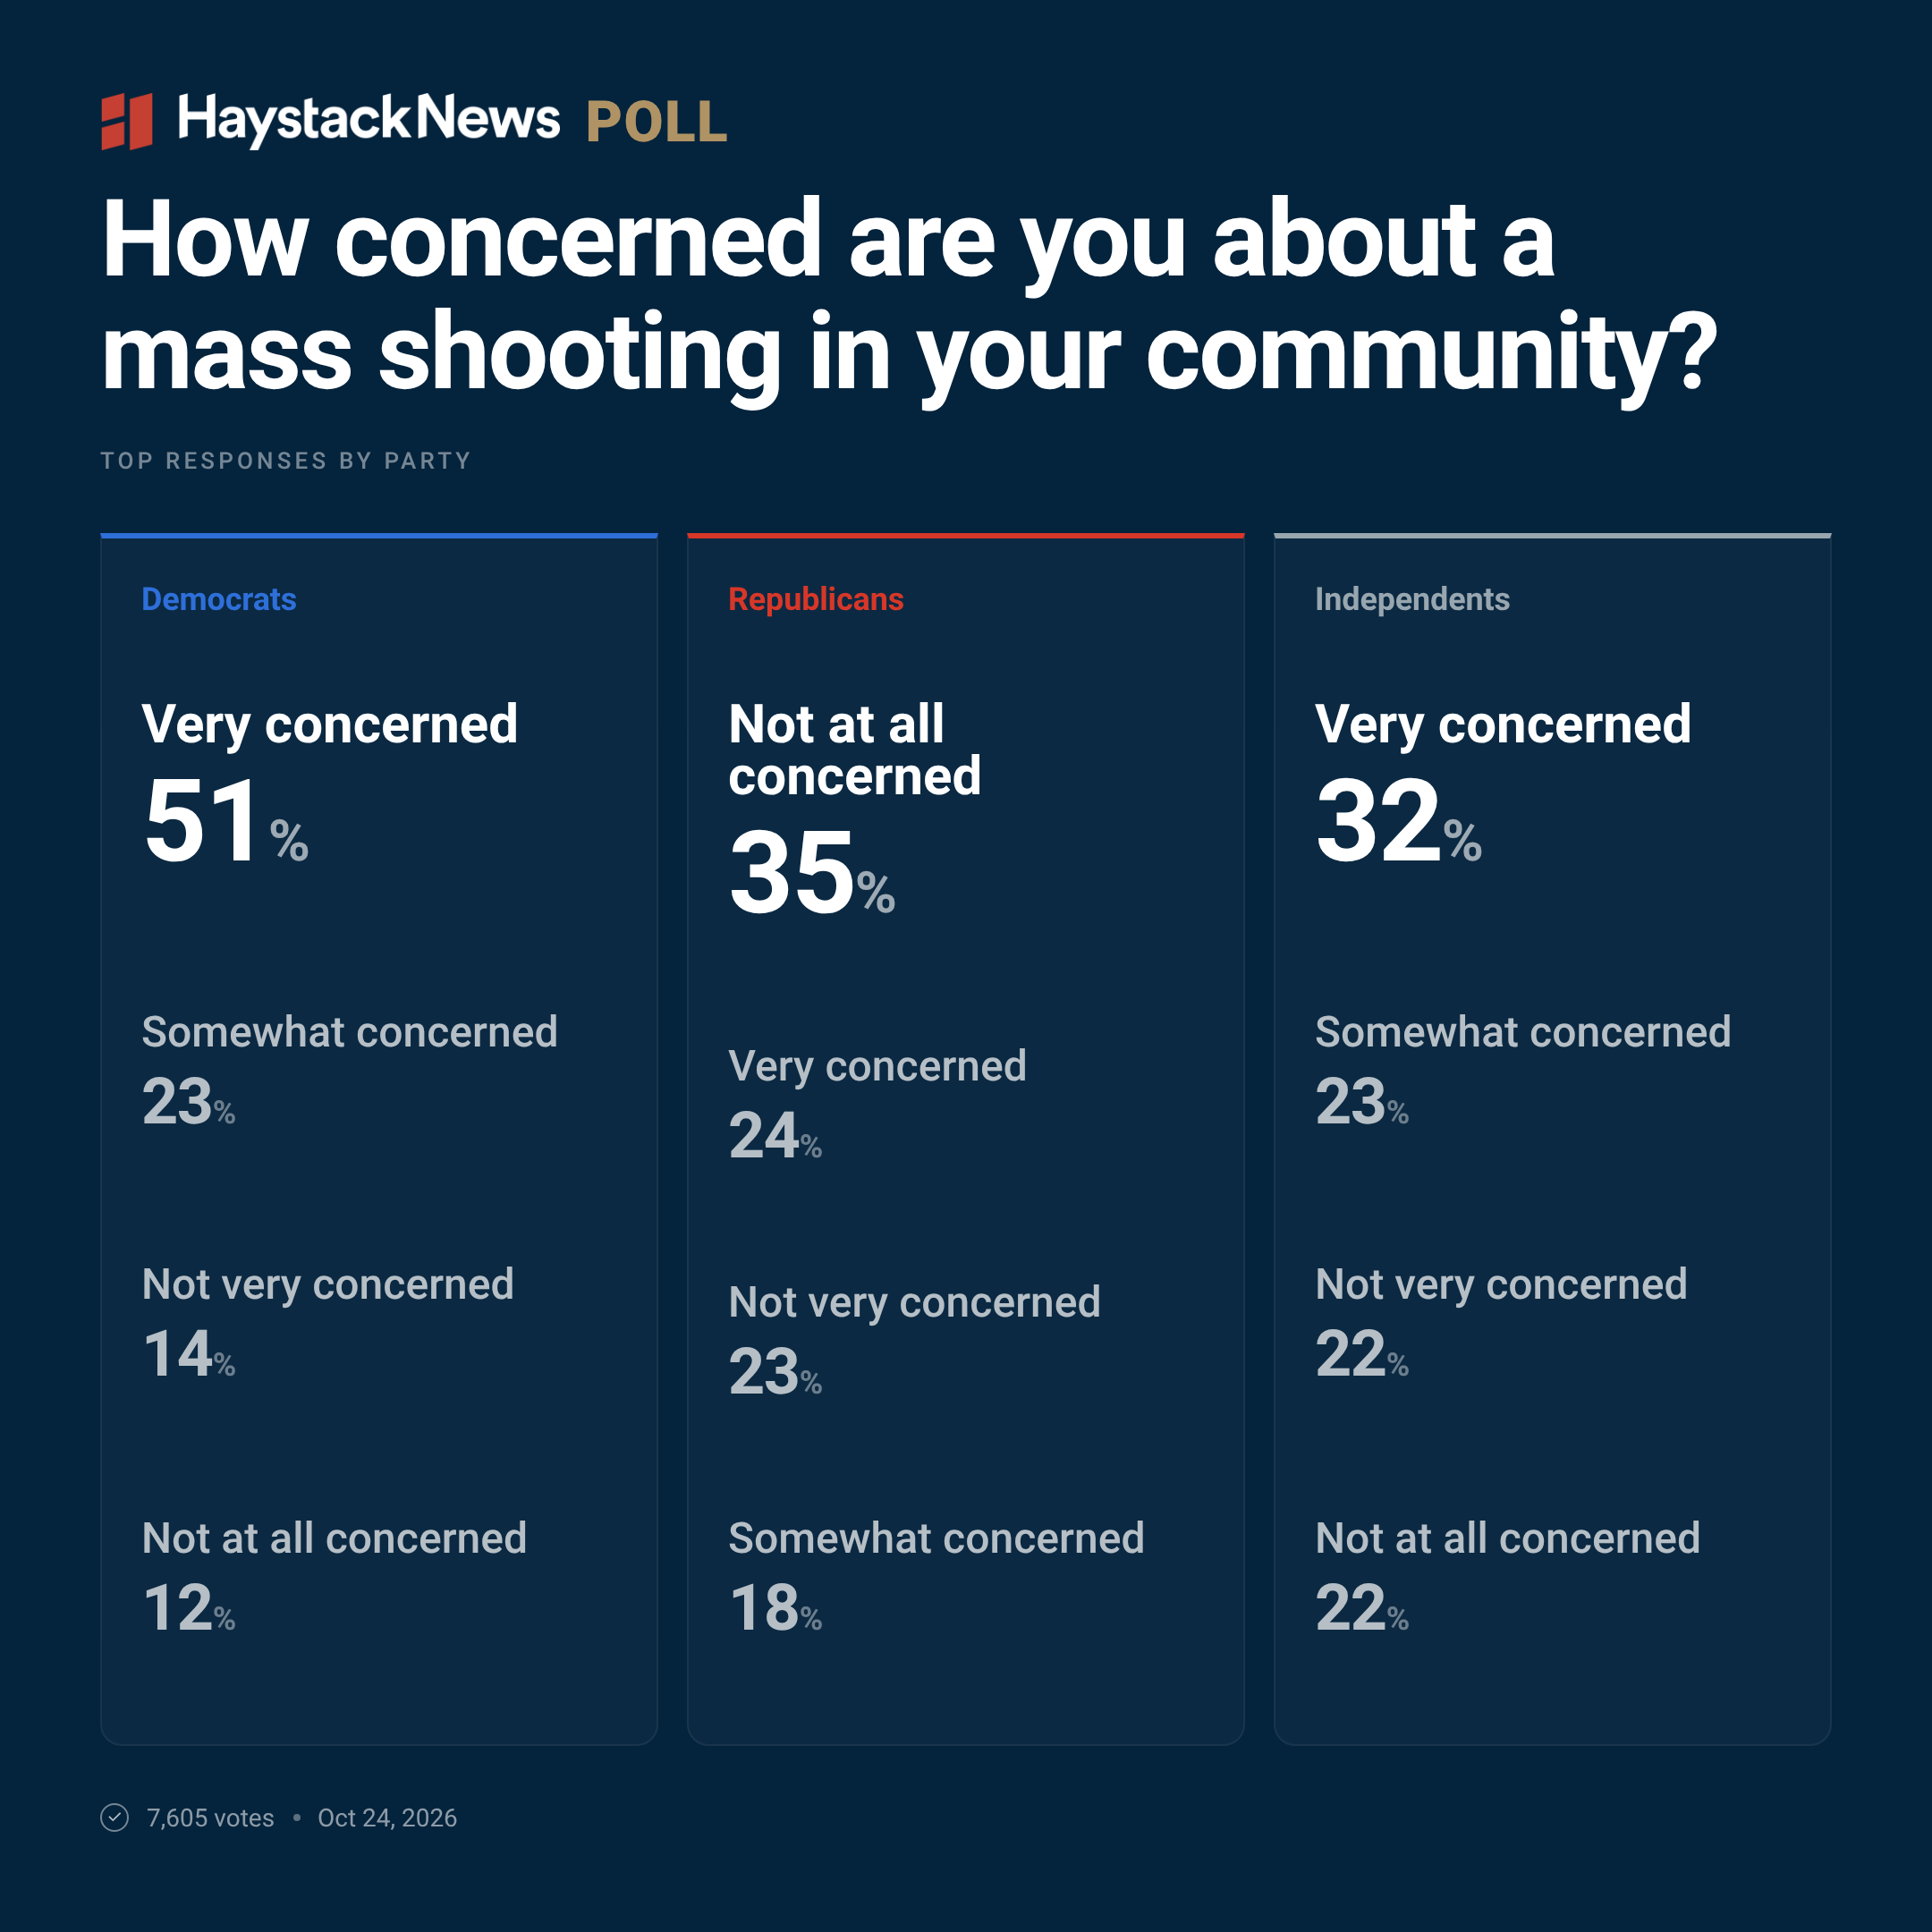 HaystackNews POLL
How concerned are you about a
mass shooting in your community?
TOP RESPONSES BY PARTY
Democrats
Very concerned
51%
Somewhat concerned
23%
Not very concerned
14%
Not at all concerned
12%
Republicans
Not at all
concerned
35%
Very concerned
24%
Not very concerned
23%
Somewhat concerned
18%
Independents
Very concerned
32%
Somewhat concerned
23%
Not very concerned
22%
Not at all concerned
22%
7,605 votes • Oct 24, 2026